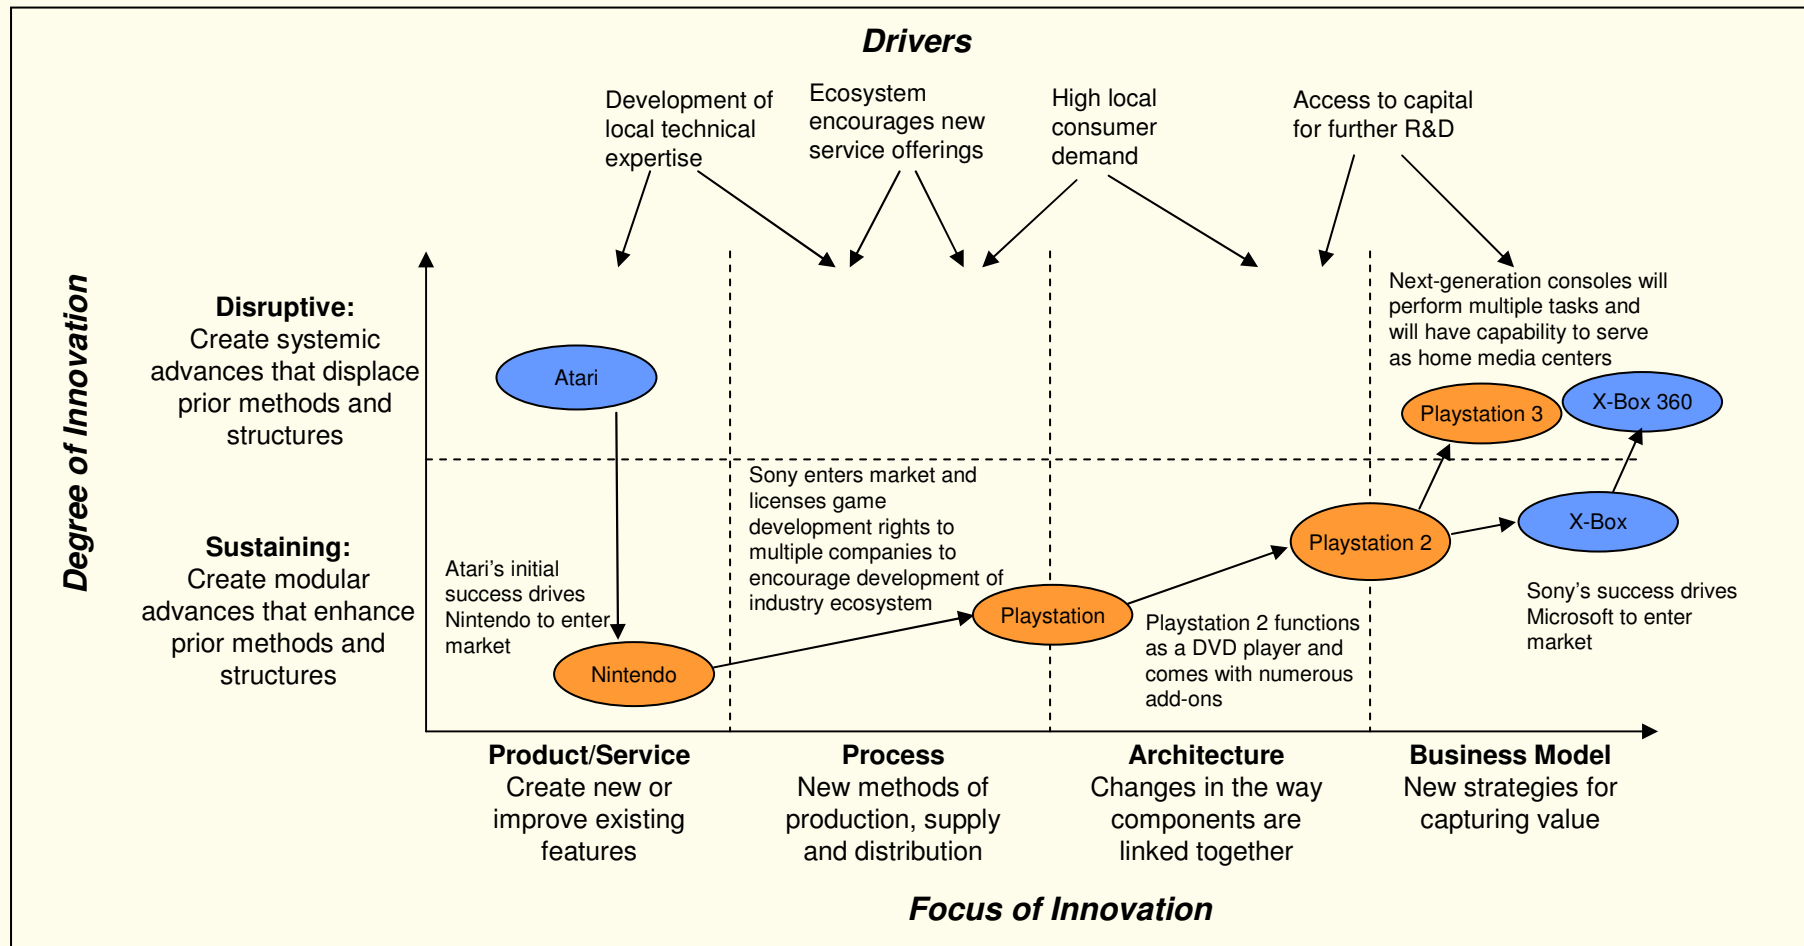 Drivers
Development of
local technical
expertise
Ecosystem
encourages new
service offerings
High local
consumer
demand
Access to capital
for further R&D
Degree of Innovation
Disruptive:
Create systemic
advances that displace
prior methods and
structures
Sustaining:
Create modular
advances that enhance
prior methods and
structures
Atari
Atari's initial
success drives
Nintendo to enter
market
Nintendo
Sony enters market and
licenses game
development rights to
multiple companies to
encourage development of
industry ecosystem
Playstation
Playstation 2 functions
as a DVD player and
comes with numerous
add-ons
Playstation 2
Next-generation consoles will
perform multiple tasks and
will have capability to serve
as home media centers
Playstation 3
X-Box 360
X-Box
Sony's success drives
Microsoft to enter
market
Product/Service
Create new or
improve existing
features
Process
New methods of
production, supply
and distribution
Architecture
Changes in the way
components are
linked together
Business Model
New strategies for
capturing value
Focus of Innovation